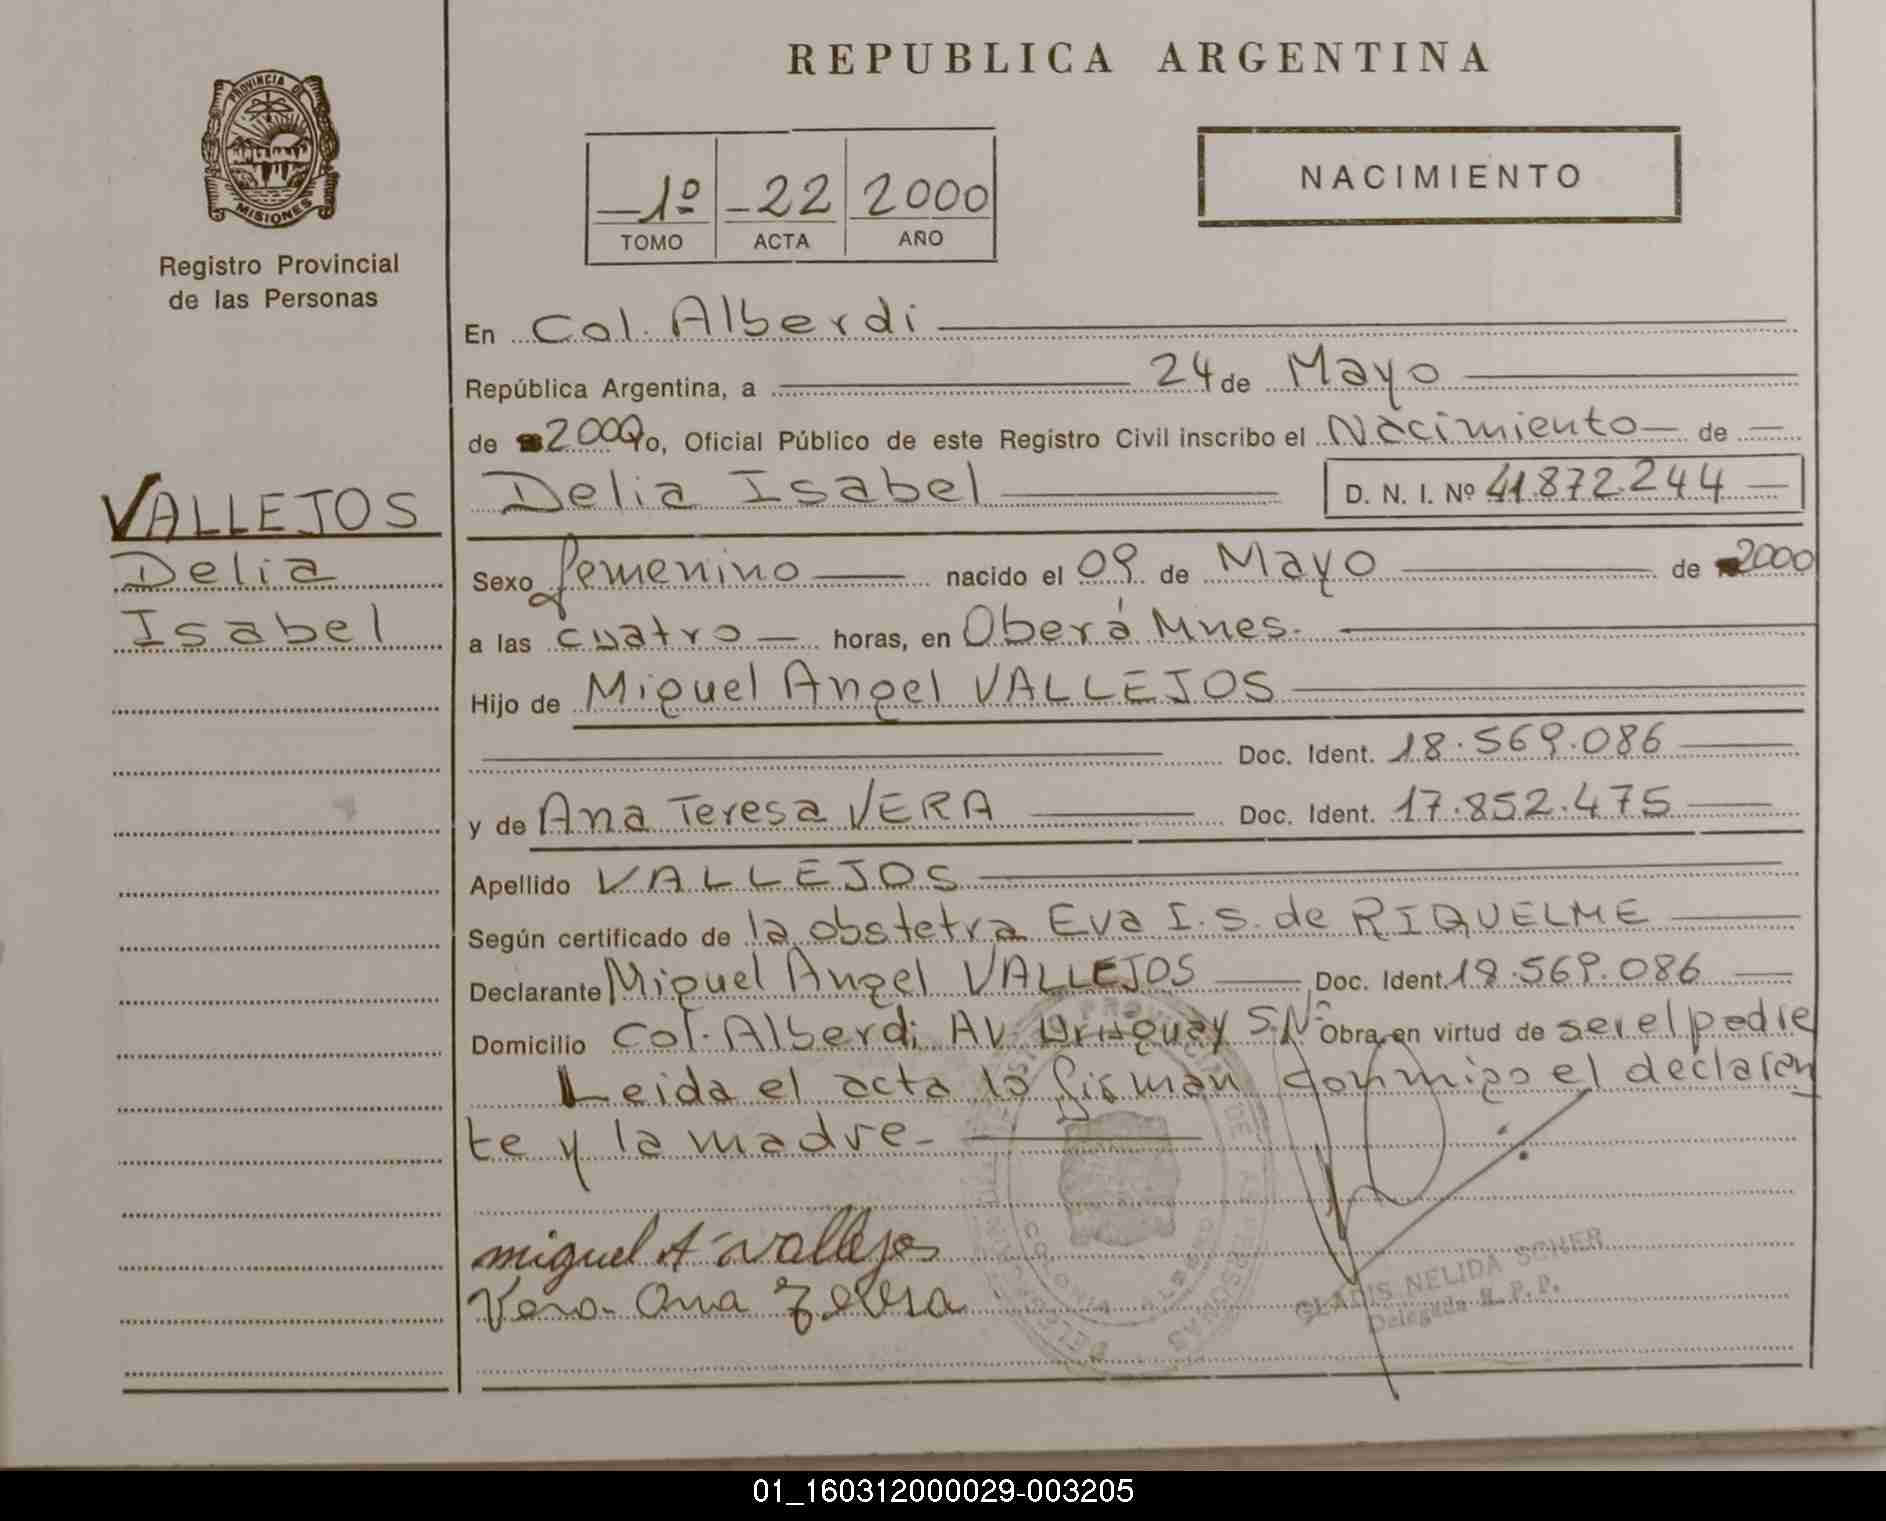 REPUBLICA ARGENTINA
PROVINCIA DE
MISIONES
Registro Provincial
de las Personas
1º -22 2000
TOMO ACTA AÑO
NACIMIENTO
En Col. Alberdi
República Argentina, a 24 de Mayo
de 2000 Yo, Oficial Público de este Registro Civil inscribo el Nacimiento de
Delia Isabel D. N. I. Nº 41.872.244
VALLEJOS
Delia
Isabel
Sexo femenino nacido el 09 de Mayo de 2000
a las cuatro horas, en Oberá Mnes.
Hijo de Miguel Angel VALLEJOS
Doc. Ident. 18.569.086
y de Ana Teresa VERA Doc. Ident. 17.852.475
Apellido VALLEJOS
Según certificado de la obstetra Eva I. S. de RIQUELME
Declarante Miguel Angel VALLEJOS Doc. Ident. 18.569.086
Domicilio Col. Alberdi Av. Uruguay S.Nº Obra en virtud de ser el padre
Leida el acta la firman conmigo el declaran
te y la madre.
miguel A vallejos
Vera Ana Teresa
GLADIS NELIDA SCHER
Delegada R. P. P.
01_160312000029-003205